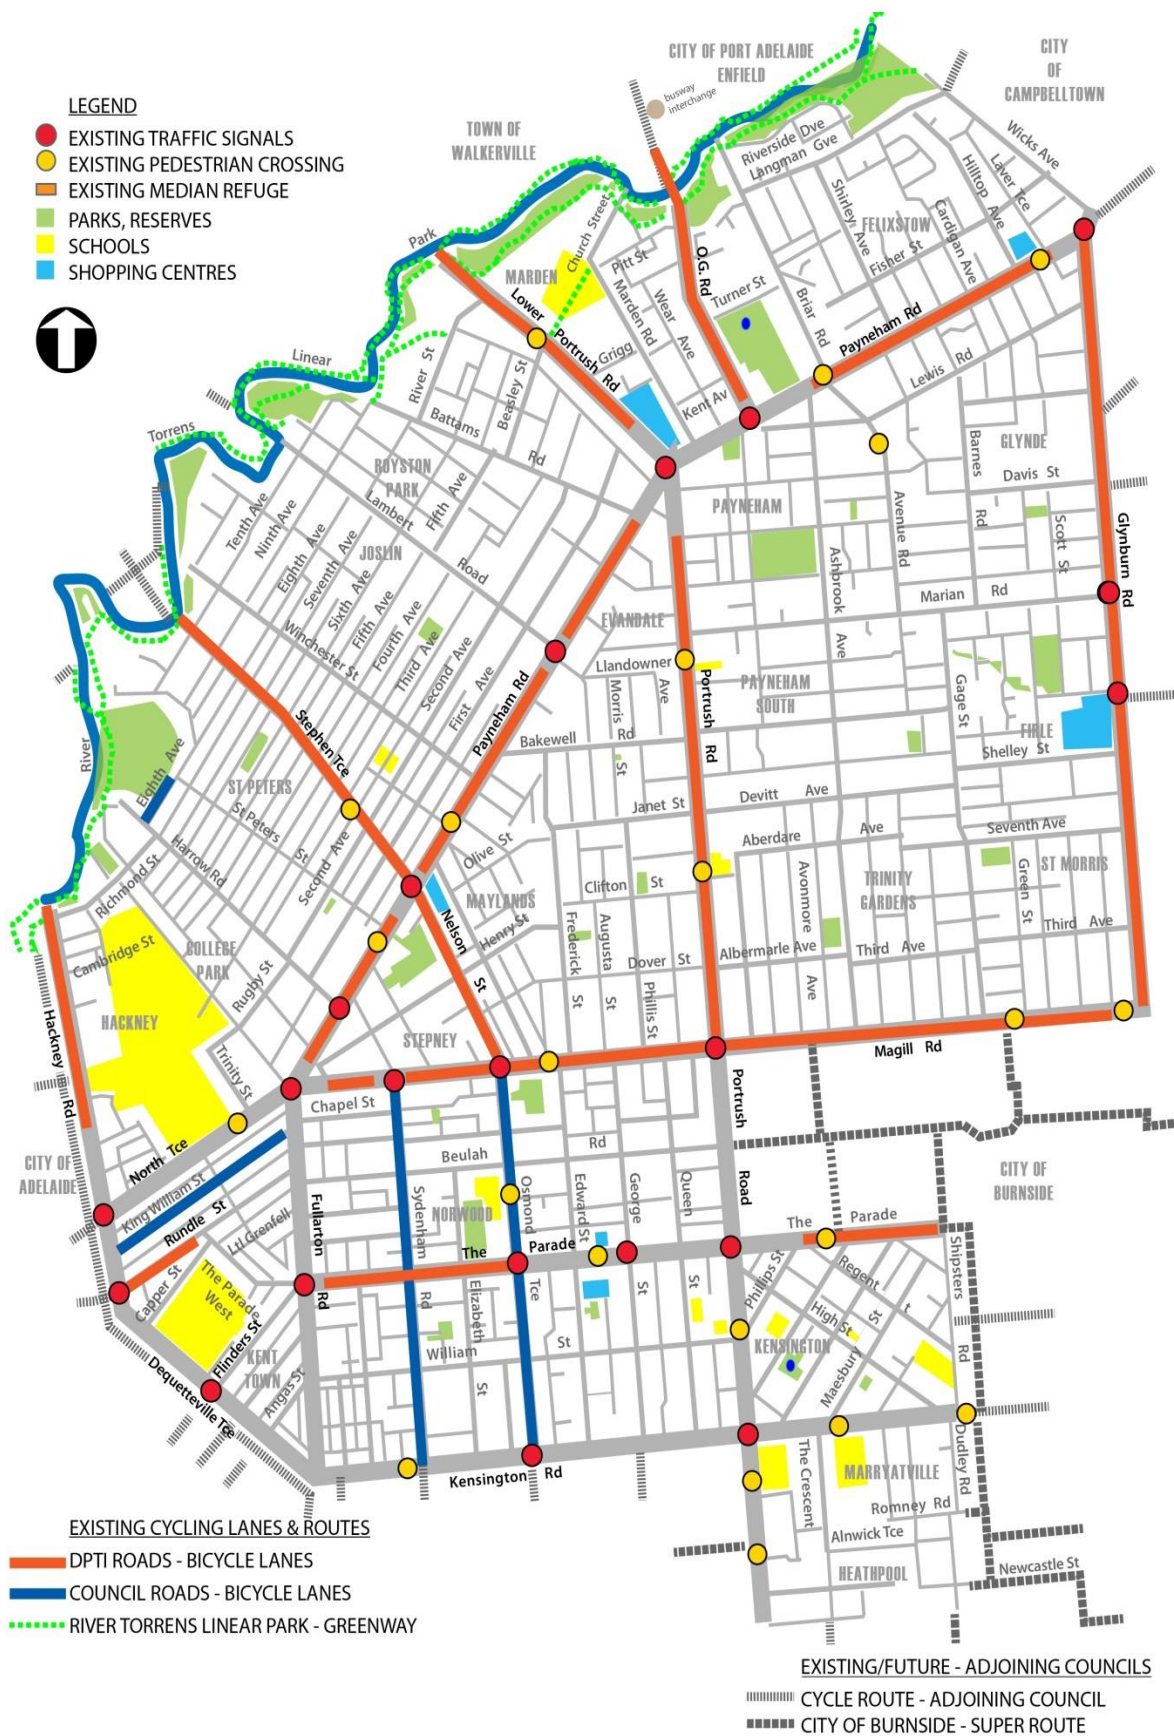 LEGEND
EXISTING TRAFFIC SIGNALS
EXISTING PEDESTRIAN CROSSING
EXISTING MEDIAN REFUGE
PARKS, RESERVES
SCHOOLS
SHOPPING CENTRES
CITY OF PORT ADELAIDE
ENFIELD
CITY
OF
CAMPBELLTOWN
TOWN OF
WALKERVILLE
busway
interchange
Riverside Dve
Langman Gve
Wicks Ave
Laver Tce
Hilltop Ave
Cardigan Ave
Shirley Ave
FELIXSTOW
Fisher St
Briar Rd
Turner St
O.G. Rd
Payneham Rd
Lewis Rd
Church Street
Pitt St
Marden Rd
Wear Ave
Kent Av
MARDEN
Park
Lower Portrush Rd
Grigg
Linear
River St
Beasley St
Battams Rd
Torrens
ROYSTON
PARK
Lambert Road
Fifth Ave
Tenth Ave
Ninth Ave
Eighth Ave
Seventh Ave
Sixth Ave
Fifth Ave
Fourth Ave
Third Ave
Second Ave
First Ave
JOSLIN
Winchester St
PAYNEHAM
GLYNDE
Barnes Rd
Davis St
Scott St
Avenue Rd
Ashbrook Ave
Marian Rd
Glynburn Rd
EVANDALE
Llandowner
Morris St
Ave
Bakewell Rd
Janet St
Portrush Rd
PAYNEHAM
SOUTH
Gage St
FIRLE
Shelley St
Devitt Ave
Aberdare Ave
Seventh Ave
Avonmore Ave
TRINITY
GARDENS
Green St
ST MORRIS
Third Ave
Albermarle Ave
Third Ave
Payneham Rd
Stephen Tce
River
Eighth Ave
ST PETERS
St Peters St
Second Ave
Harrow Rd
Richmond St
Cambridge St
COLLEGE
PARK
Rugby St
HACKNEY
Hackney Rd
Trinity St
Olive St
MAYLANDS
Nelson St
Henry St
Clifton St
Frederick St
Augusta St
Dover St
Phillis St
STEPNEY
Magill Rd
Chapel St
North Tce
CITY OF
ADELAIDE
King William St
Rundle St
Ltl Grenfell
Capper St
The Parade
West
Flinders St
KENT
TOWN
Angas St
Dequetteville Tce
Fullarton Rd
Beulah Rd
Sydenham Rd
NORWOOD
Osmond Tce
Edward St
George St
Queen St
The Parade
Elizabeth St
William St
Kensington Rd
Portrush Road
CITY OF
BURNSIDE
The Parade
Phillips St
Regent t
High St
KENSINGTON
Maesbury St
Shipsters Rd
Dudley Rd
The Crescent
MARRYATVILLE
Romney Rd
Alnwick Tce
HEATHPOOL
Newcastle St
EXISTING CYCLING LANES & ROUTES
DPTI ROADS - BICYCLE LANES
COUNCIL ROADS - BICYCLE LANES
RIVER TORRENS LINEAR PARK - GREENWAY
EXISTING/FUTURE - ADJOINING COUNCILS
CYCLE ROUTE - ADJOINING COUNCIL
CITY OF BURNSIDE - SUPER ROUTE